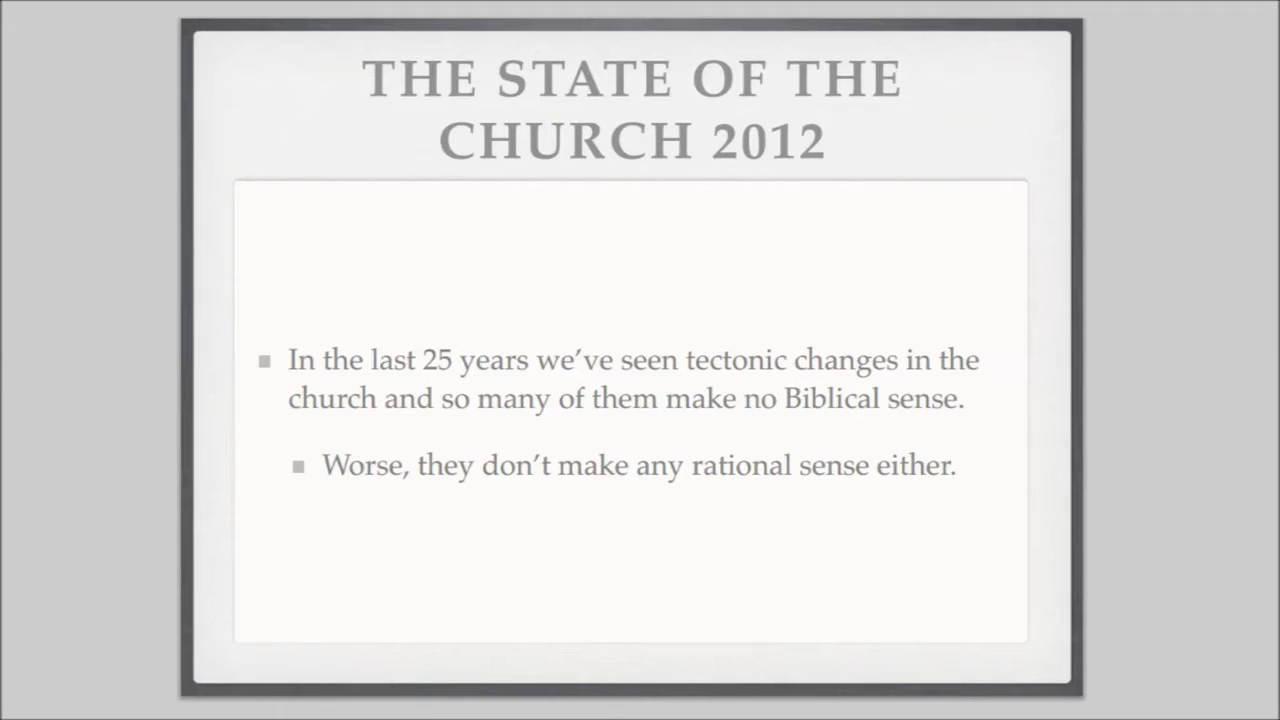 THE STATE OF THE
CHURCH 2012
In the last 25 years we’ve seen tectonic changes in the
church and so many of them make no Biblical sense.
Worse, they don’t make any rational sense either.